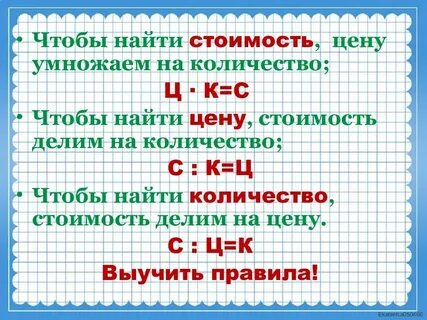 • Чтобы найти стоимость, цену
умножаем на количество;
Ц · К=С
• Чтобы найти цену, стоимость
делим на количество;
С : К=Ц
• Чтобы найти количество,
стоимость делим на цену.
С : Ц=К
Выучить правила!